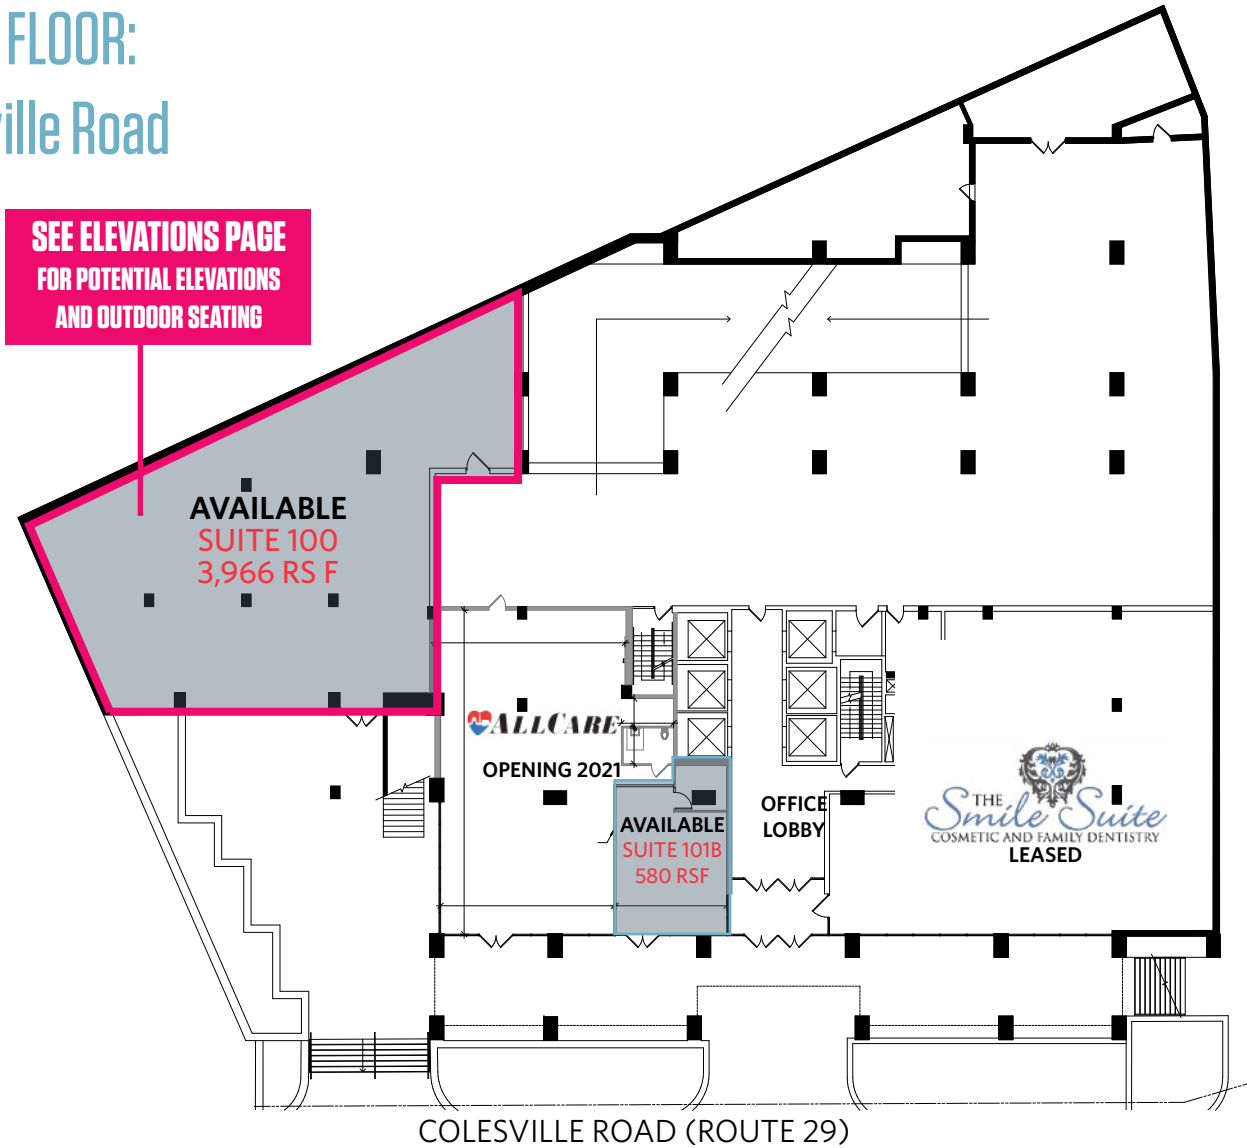 FLOOR:
ville Road
SEE ELEVATIONS PAGE
FOR POTENTIAL ELEVATIONS
AND OUTDOOR SEATING
AVAILABLE
SUITE 100
3,966 RS F
ALLCARE
OPENING 2021
AVAILABLE
SUITE 101B
580 RSF
OFFICE
LOBBY
THE
Smile Suite
COSMETIC AND FAMILY DENTISTRY
LEASED
COLESVILLE ROAD (ROUTE 29)